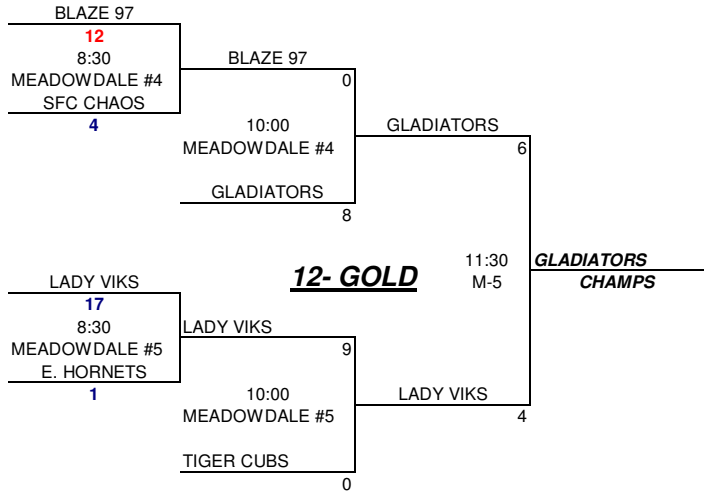 BLAZE 97
12
8:30
MEADOWDALE #4
SFC CHAOS
4
BLAZE 97
0
10:00
MEADOWDALE #4
GLADIATORS
8
GLADIATORS
6
12- GOLD
11:30
M-5
GLADIATORS
CHAMPS
LADY VIKS
17
8:30
MEADOWDALE #5
E. HORNETS
1
LADY VIKS
9
10:00
MEADOWDALE #5
TIGER CUBS
0
LADY VIKS
4